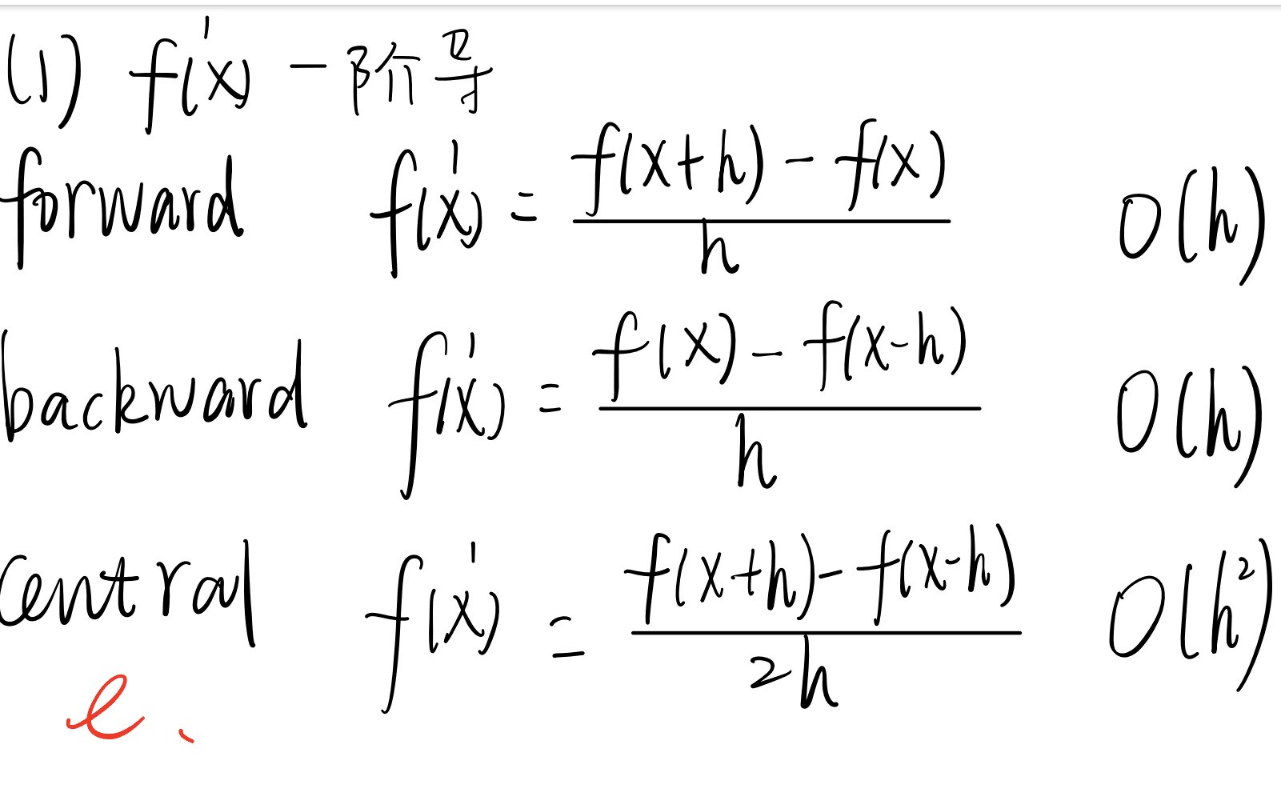 (1) f'(x) 一阶导
forward f'(x) = \frac{f(x+h) - f(x)}{h} O(h)
backward f'(x) = \frac{f(x) - f(x-h)}{h} O(h)
central f'(x) = \frac{f(x+h) - f(x-h)}{2h} O(h^2)
e.